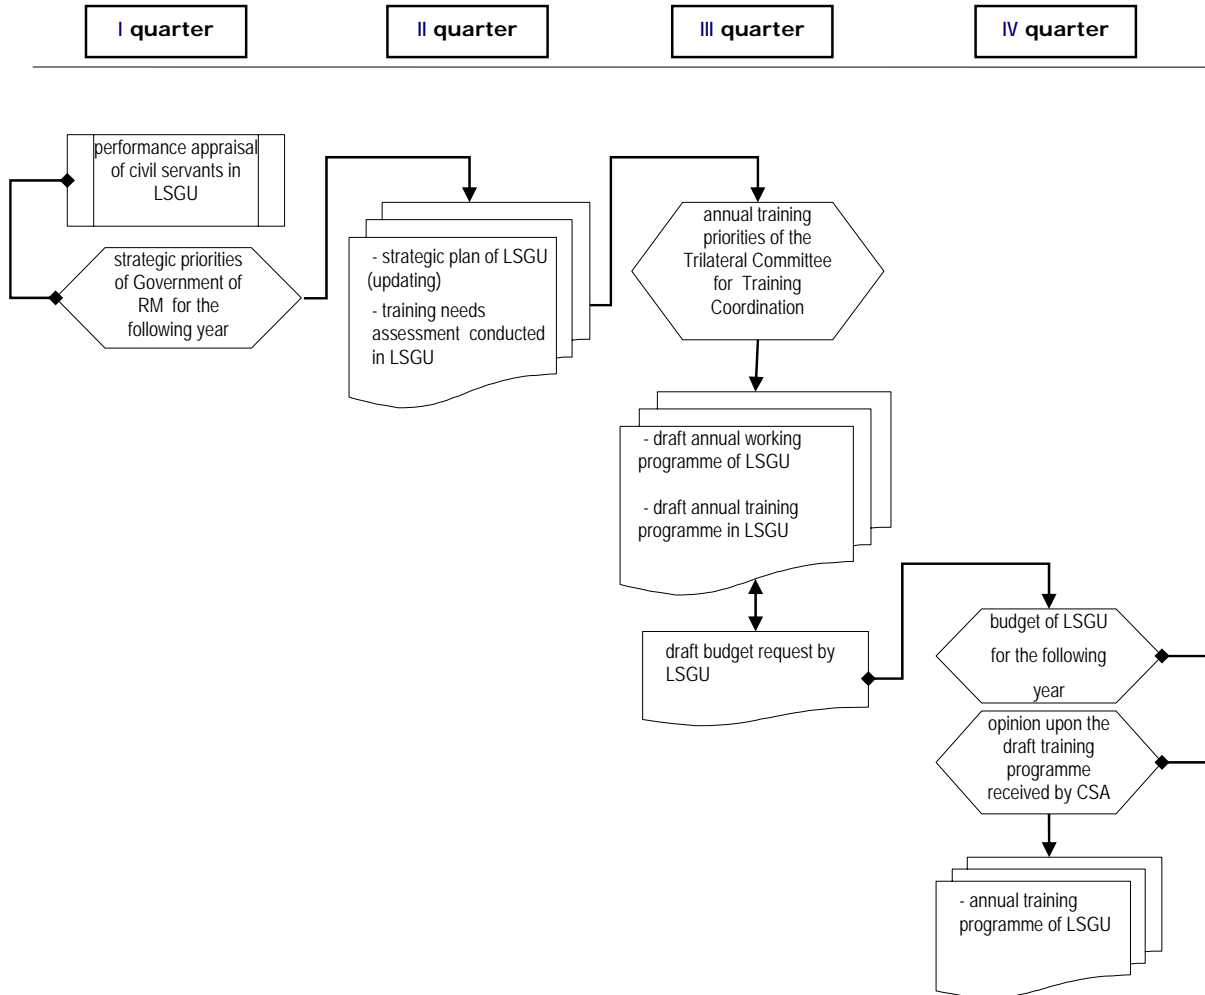 I quarter
II quarter
III quarter
IV quarter
performance appraisal
of civil servants in
LSGU
strategic priorities
of Government of
RM for the
following year
- strategic plan of LSGU
(updating)
- training needs
assessment conducted
in LSGU
annual training
priorities of the
Trilateral Committee
for Training
Coordination
- draft annual working
programme of LSGU
- draft annual training
programme in LSGU
draft budget request by
LSGU
budget of LSGU
for the following
year
opinion upon the
draft training
programme
received by CSA
- annual training
programme of LSGU